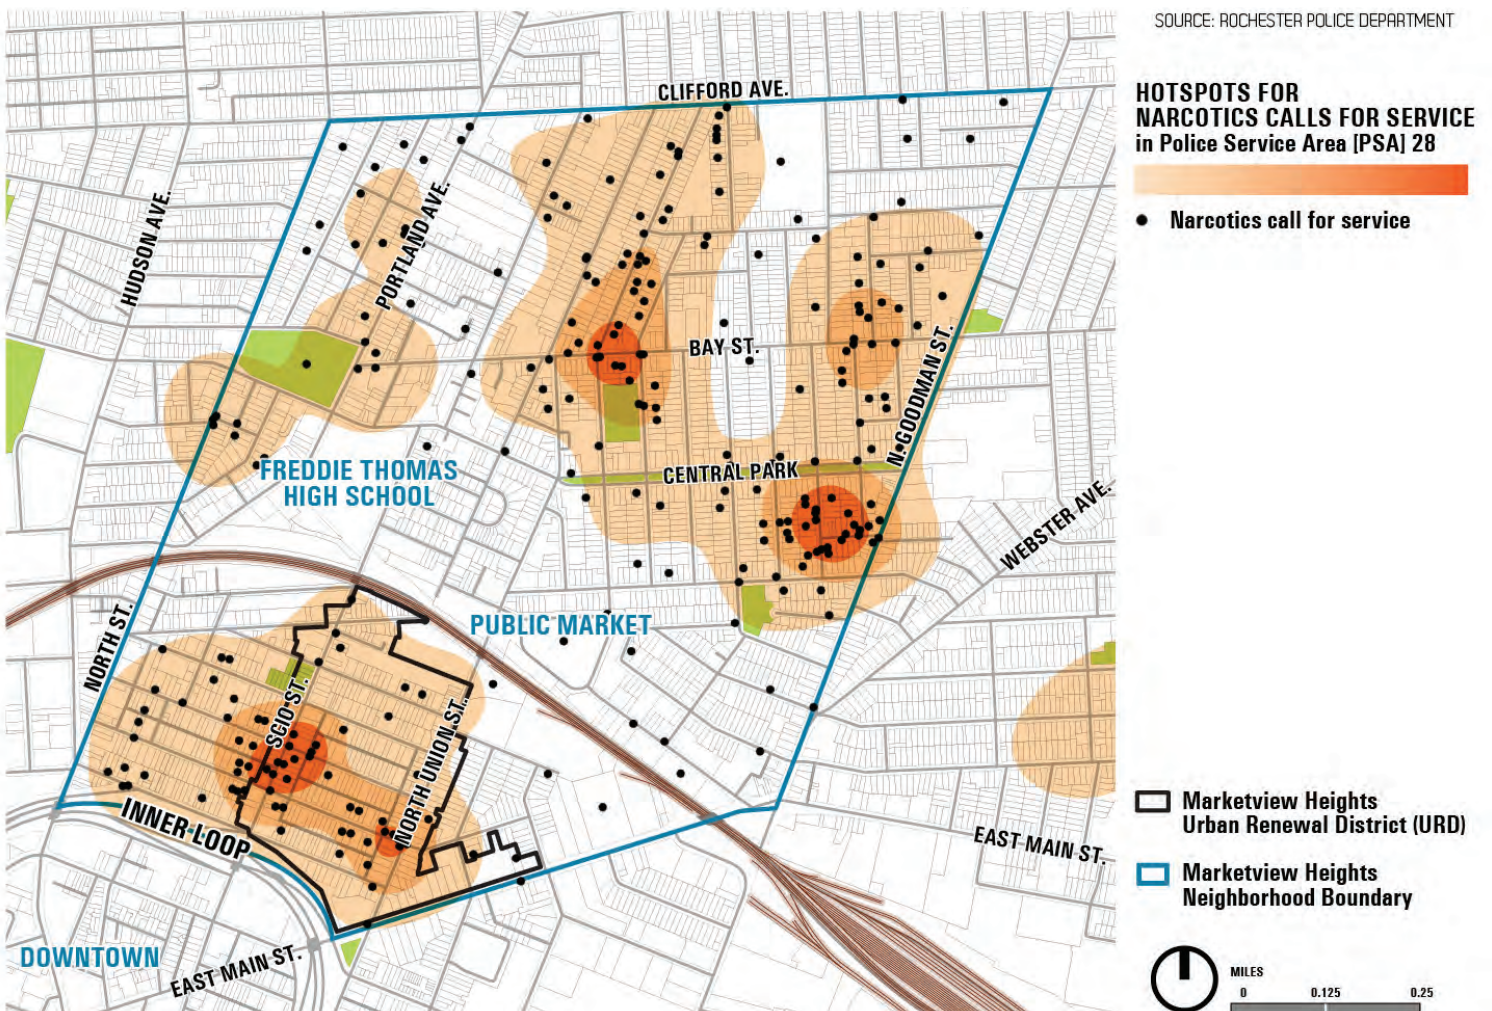 SOURCE: ROCHESTER POLICE DEPARTMENT
HOTSPOTS FOR
NARCOTICS CALLS FOR SERVICE
in Police Service Area [PSA] 28
Narcotics call for service
CLIFFORD AVE.
HUDSON AVE.
PORTLAND AVE.
BAY ST.
N. GOODMAN ST.
CENTRAL PARK
FREDDIE THOMAS
HIGH SCHOOL
WEBSTER AVE.
NORTH ST.
PUBLIC MARKET
SCIO ST.
NORTH UNION ST.
INNER LOOP
EAST MAIN ST.
DOWNTOWN
EAST MAIN ST.
Marketview Heights
Urban Renewal District (URD)
Marketview Heights
Neighborhood Boundary
MILES
0 0.125 0.25